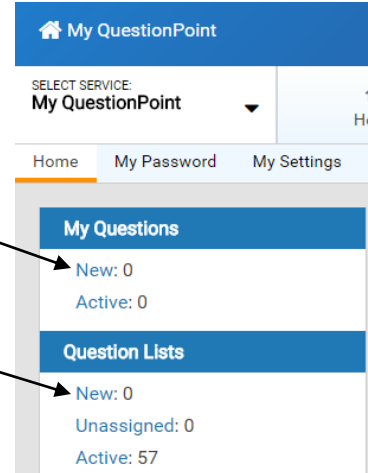 My QuestionPoint
SELECT SERVICE:
My QuestionPoint
Home My Password My Settings
My Questions
New: 0
Active: 0
Question Lists
New: 0
Unassigned: 0
Active: 57